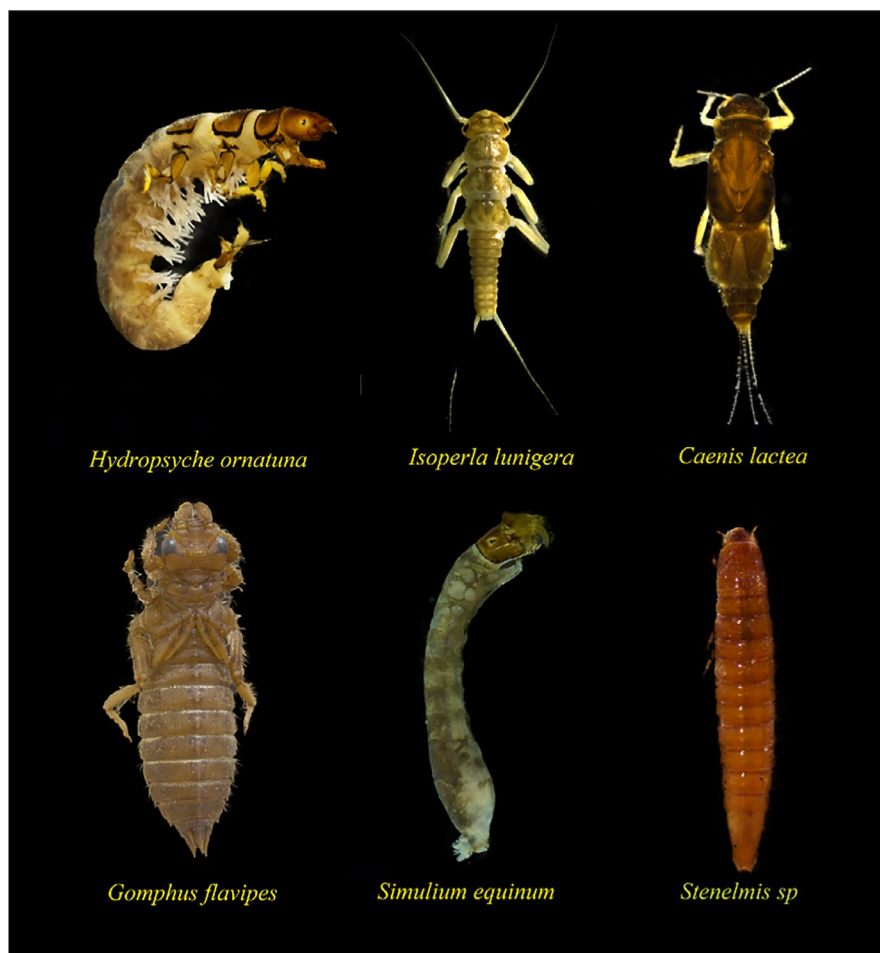 Hydropsyche ornatuna
Isoperla lunigera
Caenis lactea
Gomphus flavipes
Simulium equinum
Stenelmis sp